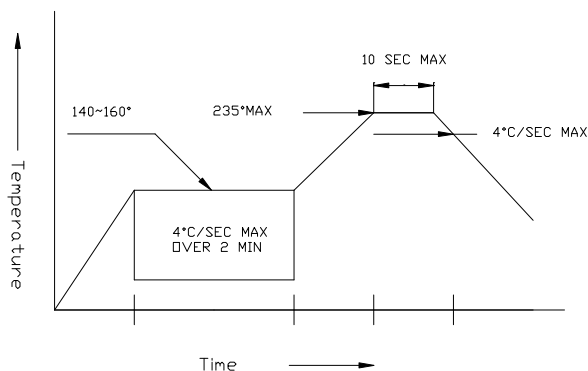 10 SEC MAX
140~160°
235°MAX
4°C/SEC MAX
Temperature
4°C/SEC MAX
OVER 2 MIN
Time